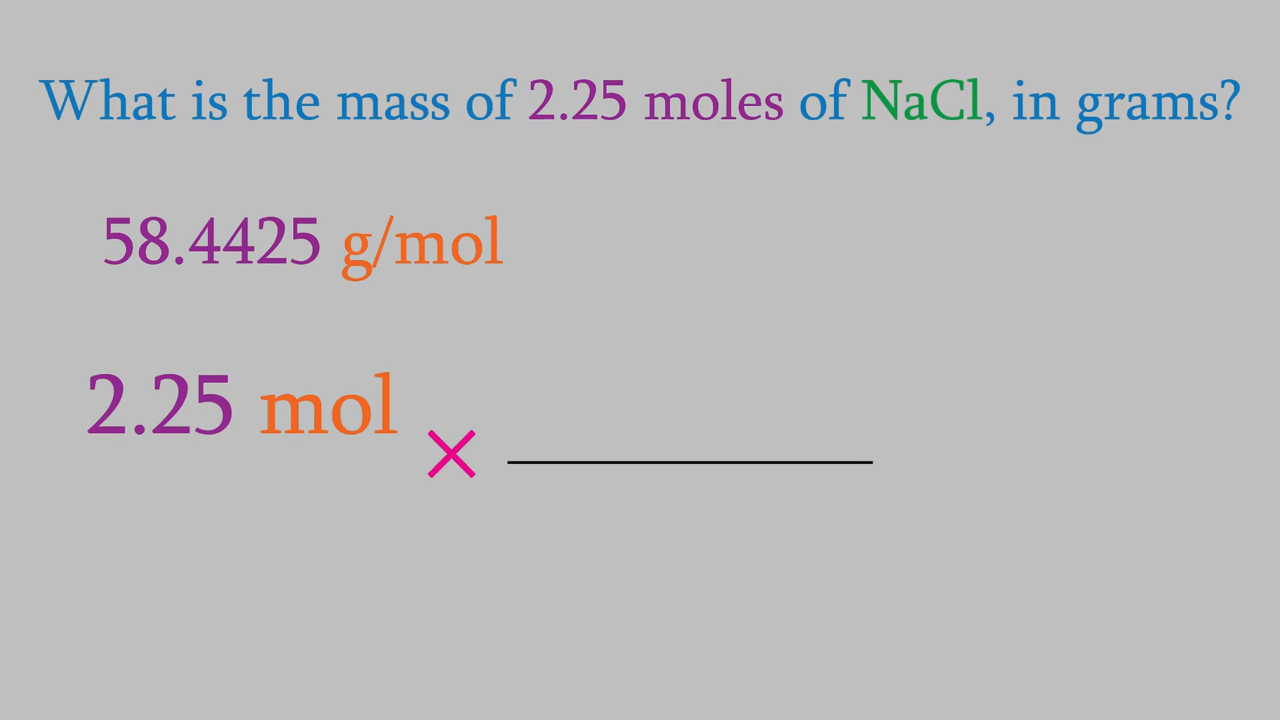 What is the mass of 2.25 moles of NaCl, in grams?
58.4425 g/mol
2.25 mol ×